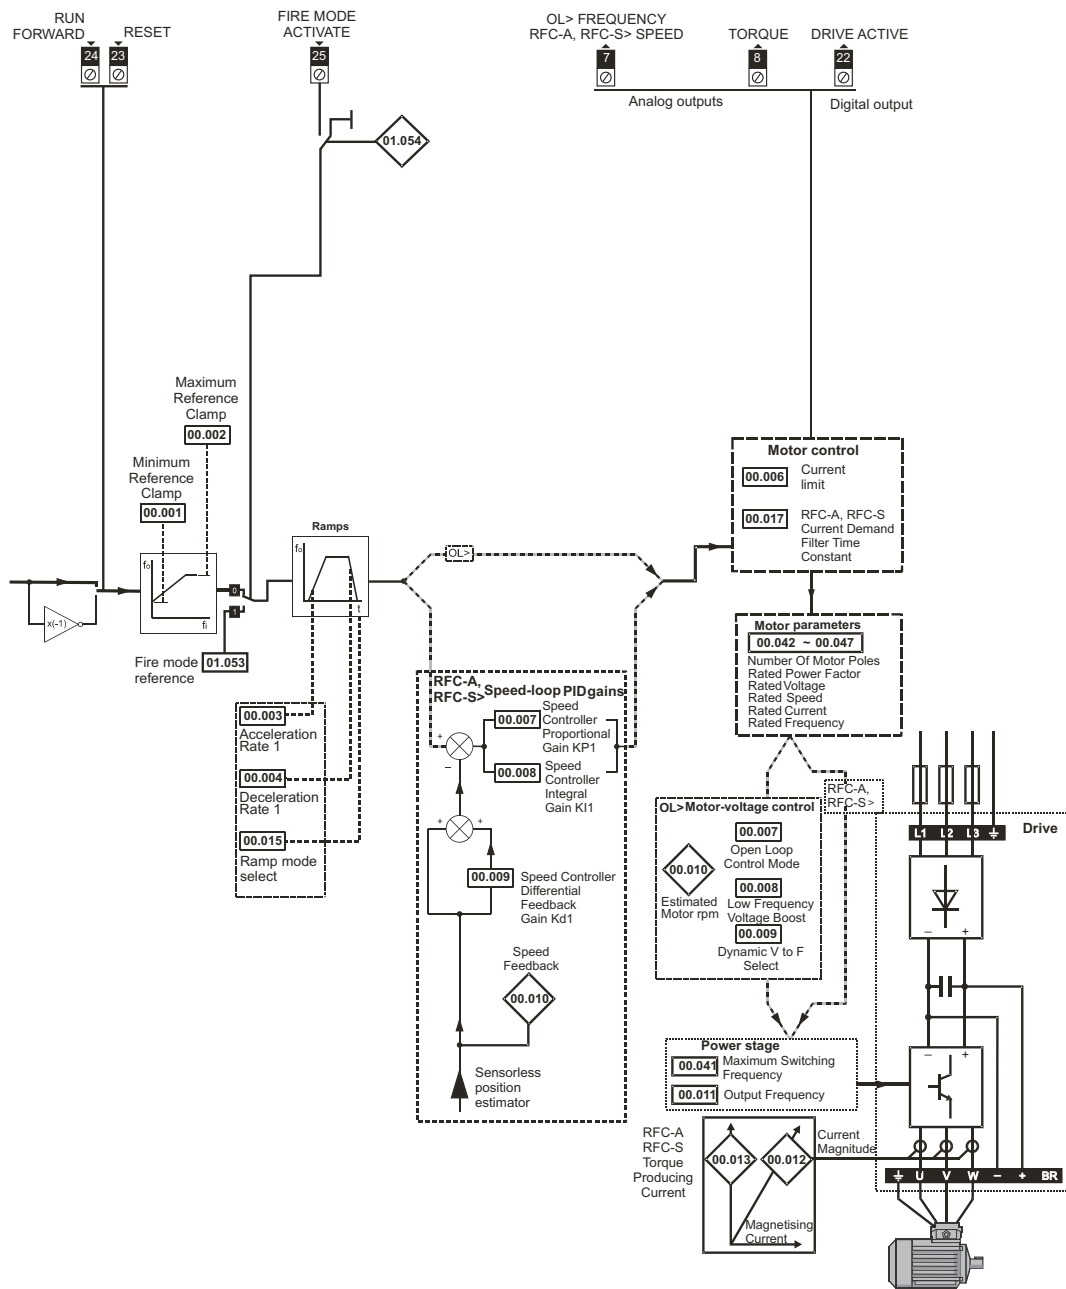 RUN
FORWARD
RESET
24
23
FIRE MODE
ACTIVATE
25
01.054
OL> FREQUENCY
RFC-A, RFC-S> SPEED
7
TORQUE
8
DRIVE ACTIVE
22
Analog outputs
Digital output
Maximum
Reference
Clamp
00.002
Minimum
Reference
Clamp
00.001
x(-1)
fo
fi
0
1
Fire mode
reference
01.053
Ramps
fo
t
00.003
Acceleration
Rate 1
00.004
Deceleration
Rate 1
00.015
Ramp mode
select
OL>
RFC-A,
RFC-S>
Speed-loop PID gains
+
−
00.007
Speed
Controller
Proportional
Gain KP1
00.008
Speed
Controller
Integral
Gain KI1
+
+
00.009
Speed Controller
Differential
Feedback
Gain Kd1
Speed
Feedback
00.010
Sensorless
position
estimator
Motor control
00.006
Current
limit
00.017
RFC-A, RFC-S
Current Demand
Filter Time
Constant
Motor parameters
00.042 ~ 00.047
Number Of Motor Poles
Rated Power Factor
Rated Voltage
Rated Speed
Rated Current
Rated Frequency
RFC-A,
RFC-S >
OL> Motor-voltage control
00.007
Open Loop
Control Mode
00.010
Estimated
Motor rpm
00.008
Low Frequency
Voltage Boost
00.009
Dynamic V to F
Select
Power stage
00.041
Maximum Switching
Frequency
00.011
Output Frequency
RFC-A
RFC-S
Torque
Producing
Current
00.013
00.012
Current
Magnitude
Magnetising
Current
L1
L2
L3
Drive
−
+
−
+
U
V
W
−
+
BR